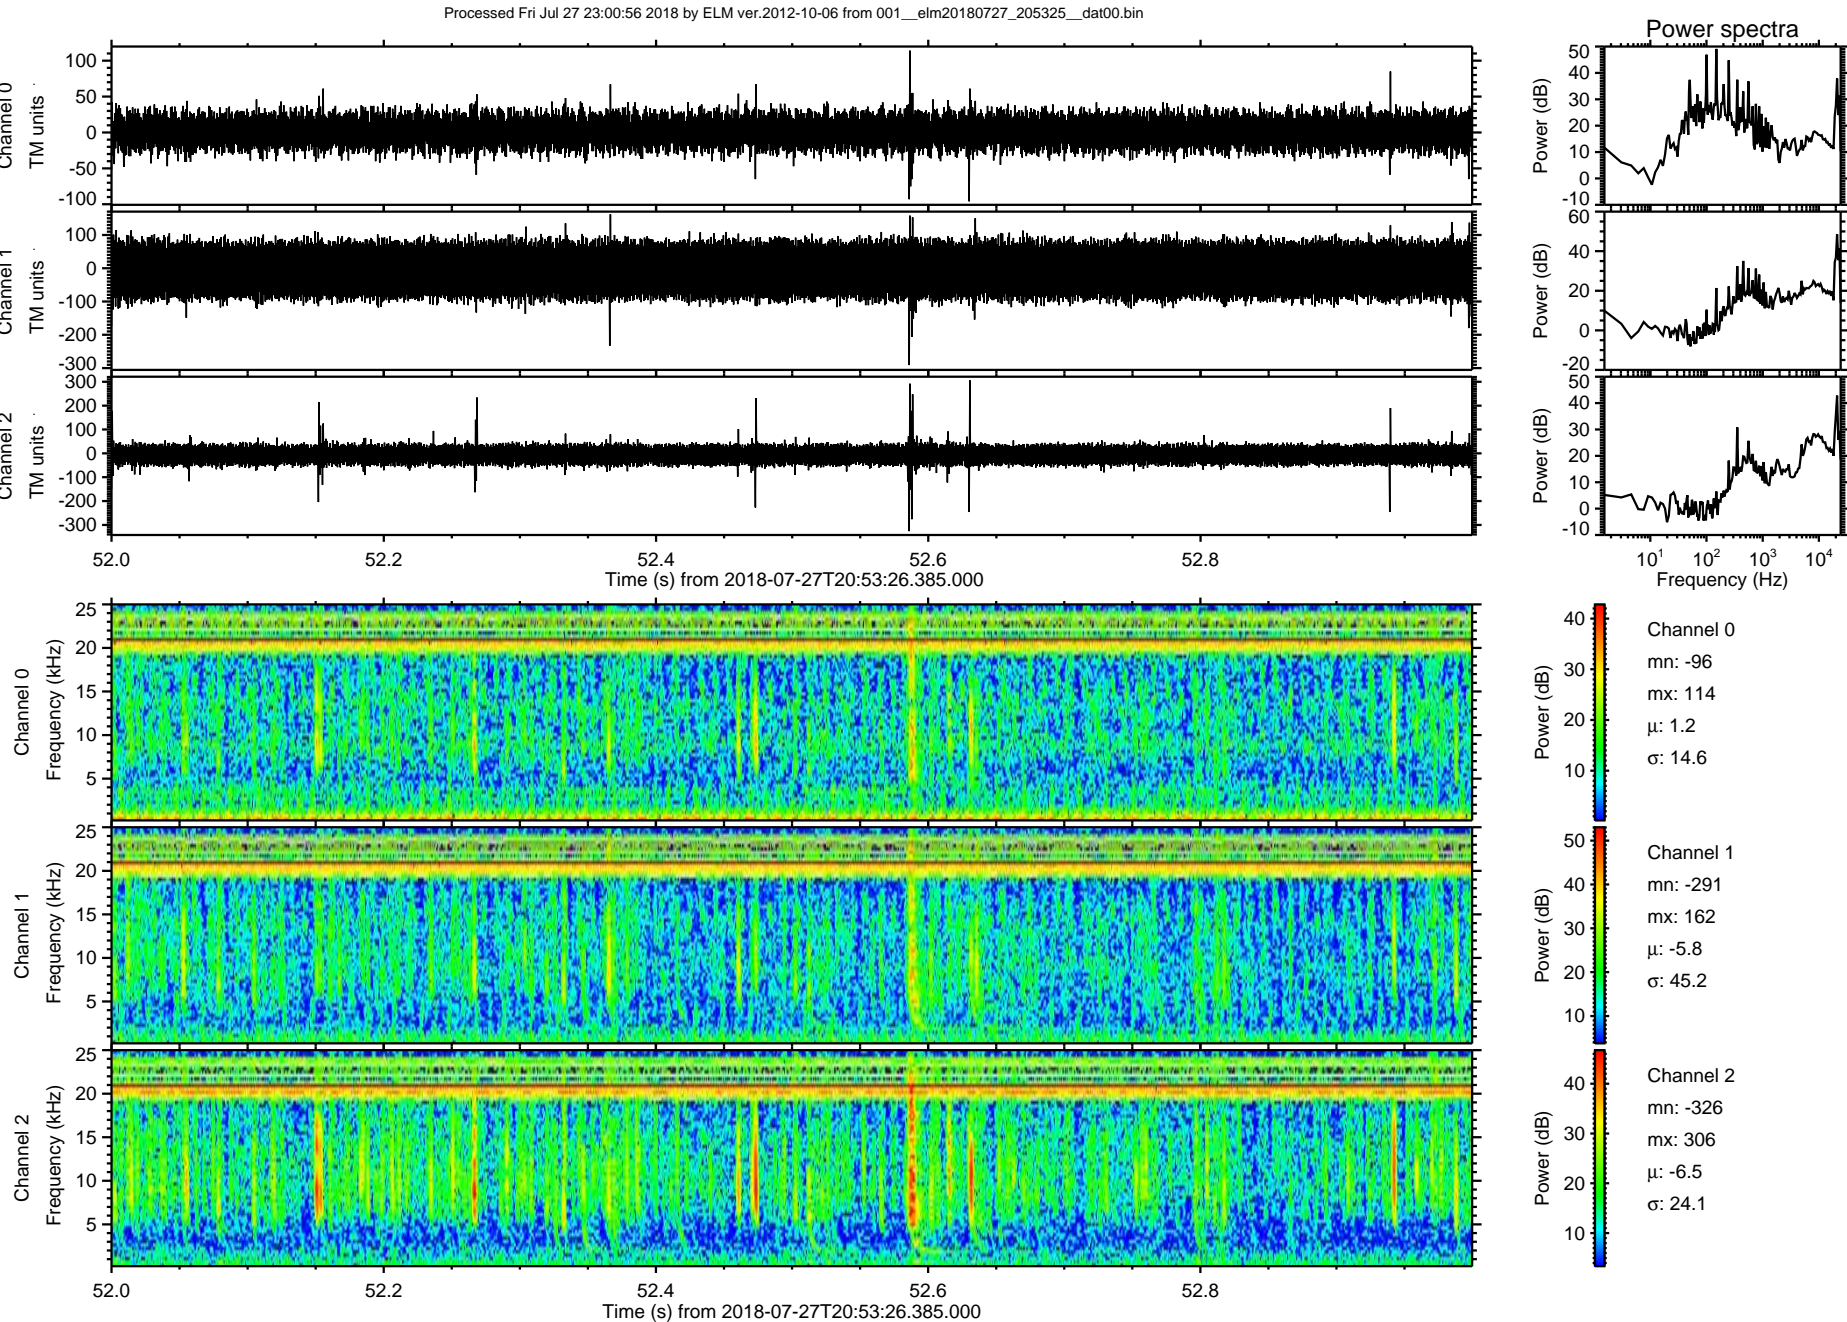 Processed Fri Jul 27 23:00:56 2018 by ELM ver.2012-10-06 from 001__elm20180727_205325__dat00.bin
Power spectra
Channel 0
TM units
100
50
0
-50
-100
Power (dB)
50
40
30
20
10
0
-10
Channel 1
TM units
100
0
-100
-200
-300
Power (dB)
60
40
20
0
-20
Channel 2
TM units
300
200
100
0
-100
-200
-300
Power (dB)
50
40
30
20
10
0
-10
52.0 52.2 52.4 52.6 52.8
Time (s) from 2018-07-27T20:53:26.385.000
10^1 10^2 10^3 10^4
Frequency (Hz)
Channel 0
Frequency (kHz)
25
20
15
10
5
Power (dB)
40
30
20
10
Channel 0
mn: -96
mx: 114
μ: 1.2
σ: 14.6
Channel 1
Frequency (kHz)
25
20
15
10
5
Power (dB)
50
40
30
20
10
Channel 1
mn: -291
mx: 162
μ: -5.8
σ: 45.2
Channel 2
Frequency (kHz)
25
20
15
10
5
Power (dB)
40
30
20
10
Channel 2
mn: -326
mx: 306
μ: -6.5
σ: 24.1
52.0 52.2 52.4 52.6 52.8
Time (s) from 2018-07-27T20:53:26.385.000